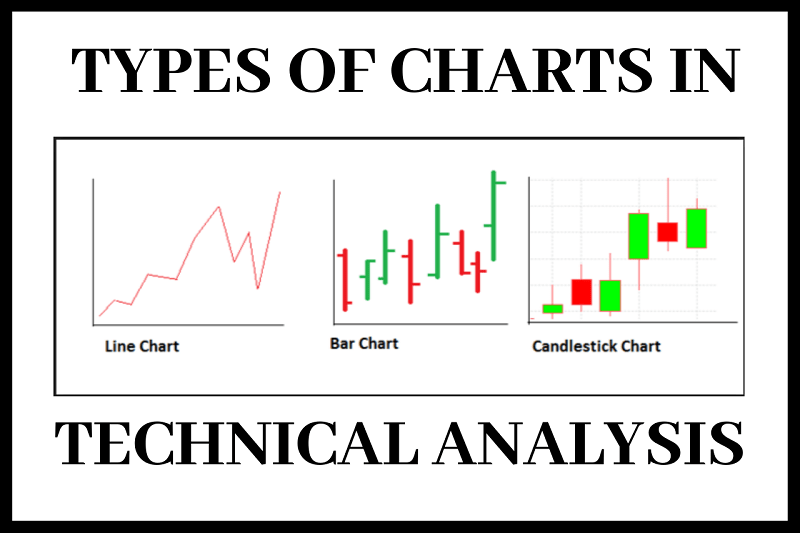 TYPES OF CHARTS IN
Line Chart
Bar Chart
Candlestick Chart
TECHNICAL ANALYSIS